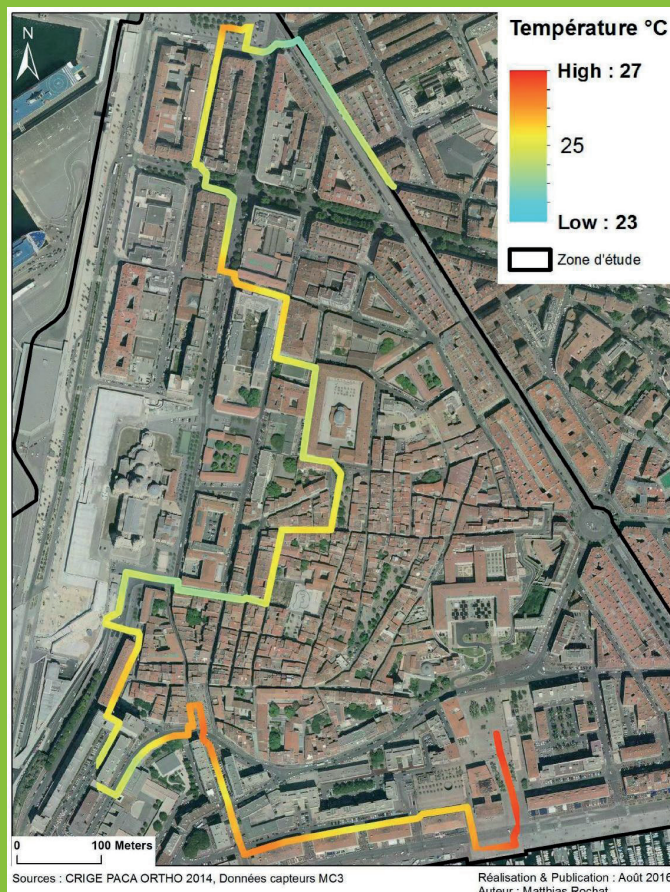 N
Température °C
High : 27
25
Low : 23
Zone d'étude
0 100 Meters
Sources : CRIGE PACA ORTHO 2014, Données capteurs MC3
Réalisation & Publication : Août 2016
Auteur : Matthias Rochat